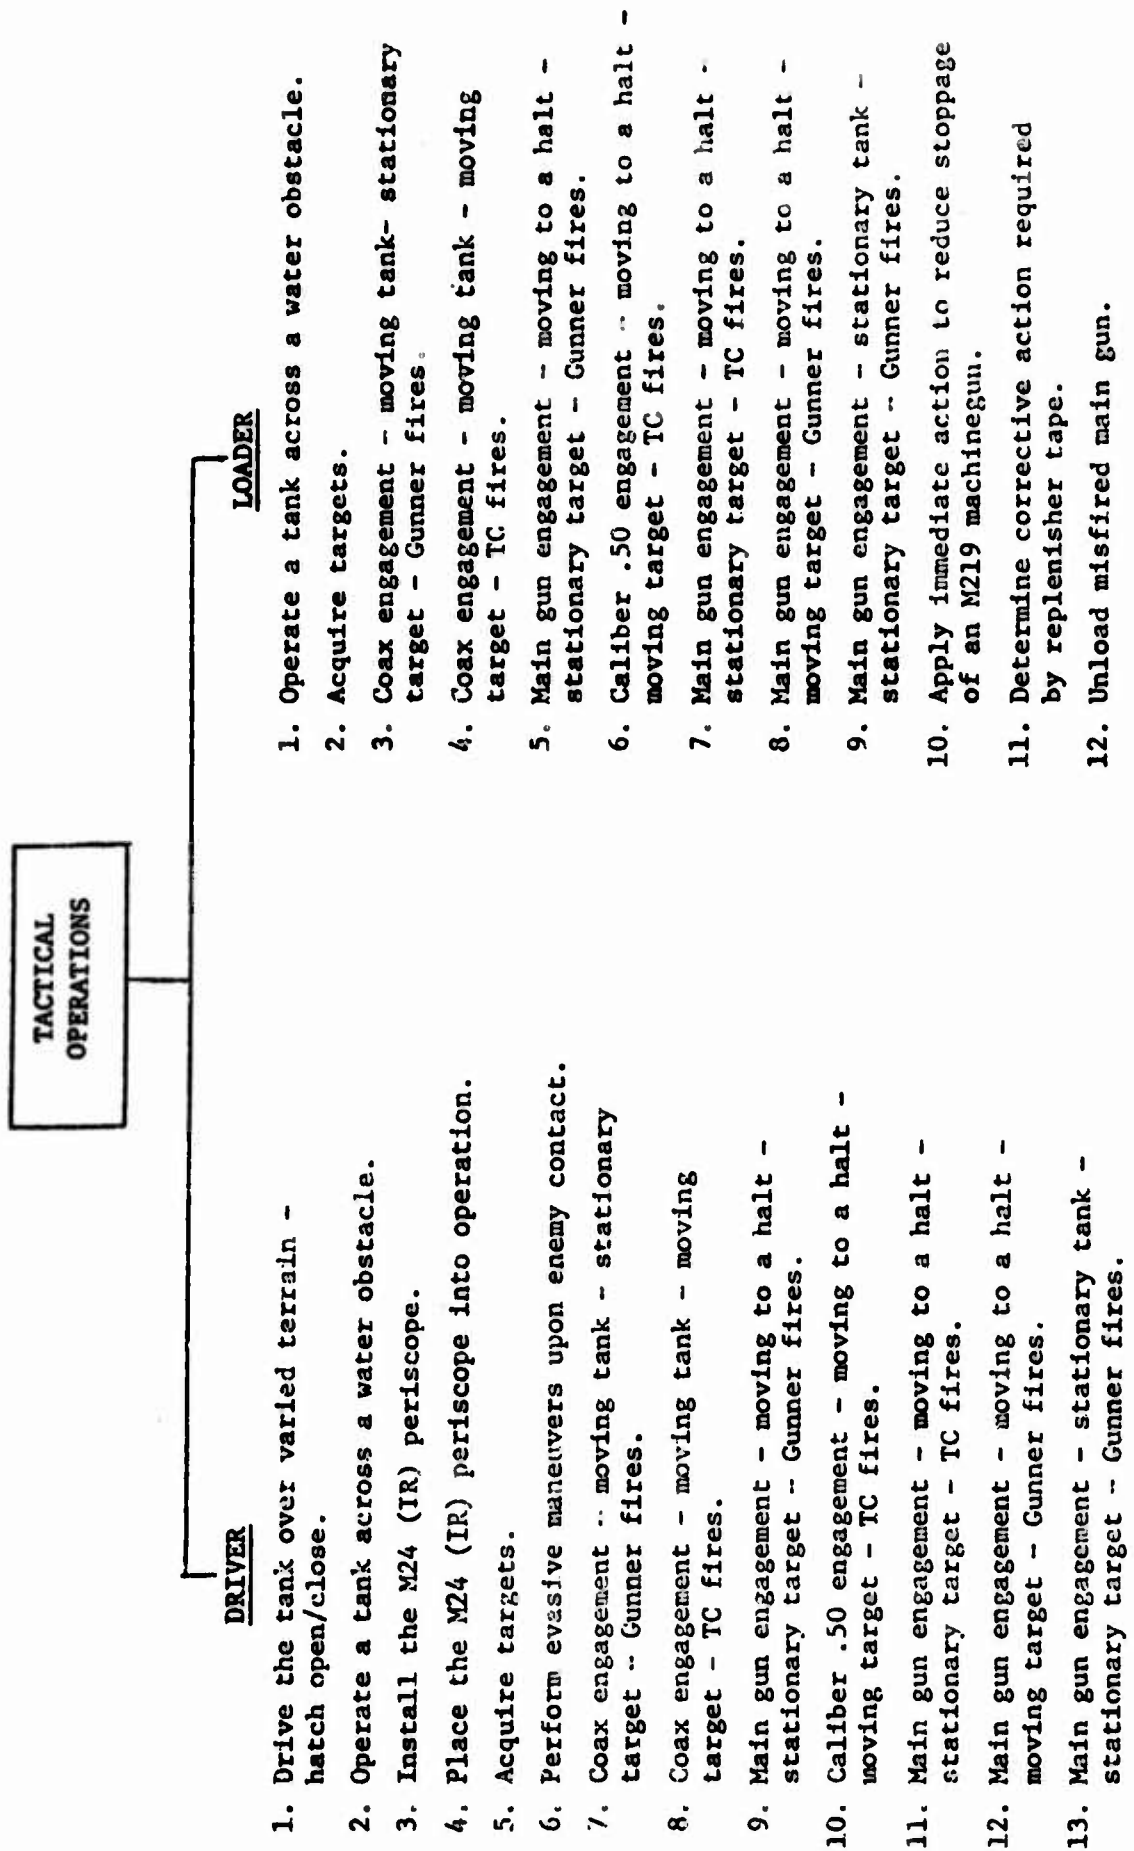 TACTICAL
OPERATIONS
DRIVER
1. Drive the tank over varied terrain -
hatch open/close.
2. Operate a tank across a water obstacle.
3. Install the M24 (IR) periscope.
4. Place the M24 (IR) periscope into operation.
5. Acquire targets.
6. Perform evasive maneuvers upon enemy contact.
7. Coax engagement - moving tank - stationary
target - Gunner fires.
8. Coax engagement - moving tank - moving
target - TC fires.
9. Main gun engagement - moving to a halt -
stationary target - Gunner fires.
10. Caliber .50 engagement - moving to a halt -
moving target - TC fires.
11. Main gun engagement - moving to a halt -
stationary target - TC fires.
12. Main gun engagement - moving to a halt -
moving target - Gunner fires.
13. Main gun engagement - stationary tank -
stationary target - Gunner fires.
LOADER
1. Operate a tank across a water obstacle.
2. Acquire targets.
3. Coax engagement - moving tank- stationary
target - Gunner fires.
4. Coax engagement - moving tank - moving
target - TC fires.
5. Main gun engagement - moving to a halt -
stationary target - Gunner fires.
6. Caliber .50 engagement - moving to a halt -
moving target - TC fires.
7. Main gun engagement - moving to a halt -
stationary target - TC fires.
8. Main gun engagement - moving to a halt -
moving target - Gunner fires.
9. Main gun engagement - stationary tank -
stationary target - Gunner fires.
10. Apply immediate action to reduce stoppage
of an M219 machinegun.
11. Determine corrective action required
by replenisher tape.
12. Unload misfired main gun.